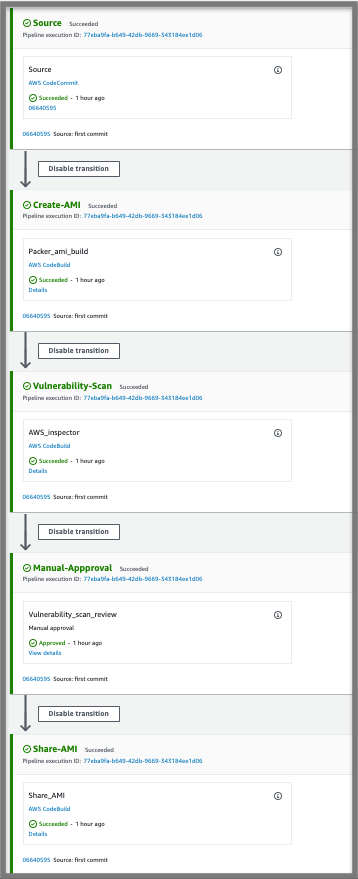 Source Succeeded
Pipeline execution ID: 77eba9fa-b649-42db-9669-343184ee1d06
Source
AWS CodeCommit
Succeeded - 1 hour ago
06640595
06640595 Source: first commit
Disable transition
Create-AMI Succeeded
Pipeline execution ID: 77eba9fa-b649-42db-9669-343184ee1d06
Packer_ami_build
AWS CodeBuild
Succeeded - 1 hour ago
Details
06640595 Source: first commit
Disable transition
Vulnerability-Scan Succeeded
Pipeline execution ID: 77eba9fa-b649-42db-9669-343184ee1d06
AWS_inspector
AWS CodeBuild
Succeeded - 1 hour ago
Details
06640595 Source: first commit
Disable transition
Manual-Appproval Succeeded
Pipeline execution ID: 77eba9fa-b649-42db-9669-343184ee1d06
Vulnerability_scan_review
Manual approval
Approved - 1 hour ago
View details
06640595 Source: first commit
Disable transition
Share-AMI Succeeded
Pipeline execution ID: 77eba9fa-b649-42db-9669-343184ee1d06
Share_AMI
AWS CodeBuild
Succeeded - 1 hour ago
Details
06640595 Source: first commit